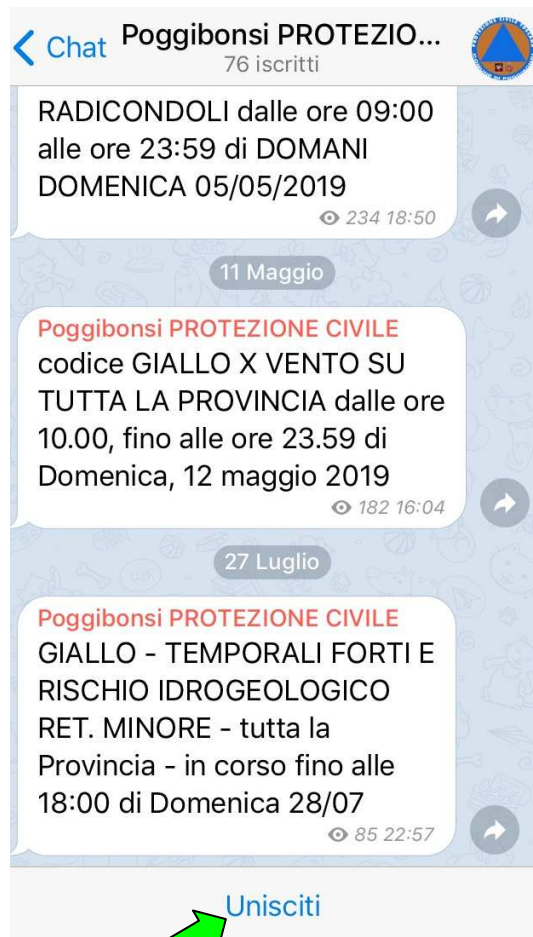 Chat
Poggibonsi PROTEZIO...
76 iscritti
RADICONDOLI dalle ore 09:00
alle ore 23:59 di DOMANI
DOMENICA 05/05/2019
234 18:50
11 Maggio
Poggibonsi PROTEZIONE CIVILE
codice GIALLO X VENTO SU
TUTTA LA PROVINCIA dalle ore
10.00, fino alle ore 23.59 di
Domenica, 12 maggio 2019
182 16:04
27 Luglio
Poggibonsi PROTEZIONE CIVILE
GIALLO - TEMPORALI FORTI E
RISCHIO IDROGEOLOGICO
RET. MINORE - tutta la
Provincia - in corso fino alle
18:00 di Domenica 28/07
85 22:57
Unisciti